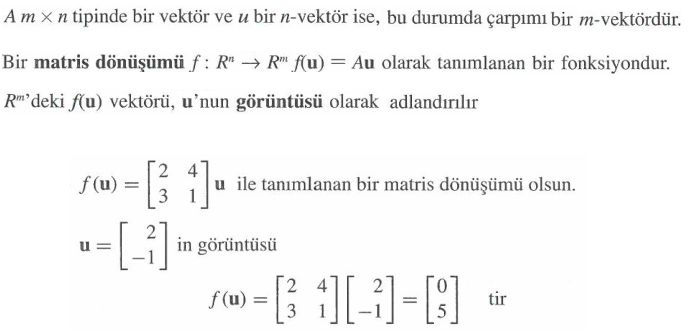 A m × n tipinde bir vektör ve u bir n-vektör ise, bu durumda çarpımı bir m-vektördür.
Bir matris dönüşümü f : Rⁿ → Rᵐ f(u) = Au olarak tanımlanan bir fonksiyondur.
Rᵐ'deki f(u) vektörü, u'nun görüntüsü olarak adlandırılır
f(u) = [2 4; 3 1] u ile tanımlanan bir matris dönüşümü olsun.
u = [2; −1] in görüntüsü
f(u) = [2 4; 3 1] [2; −1] = [0; 5] tir